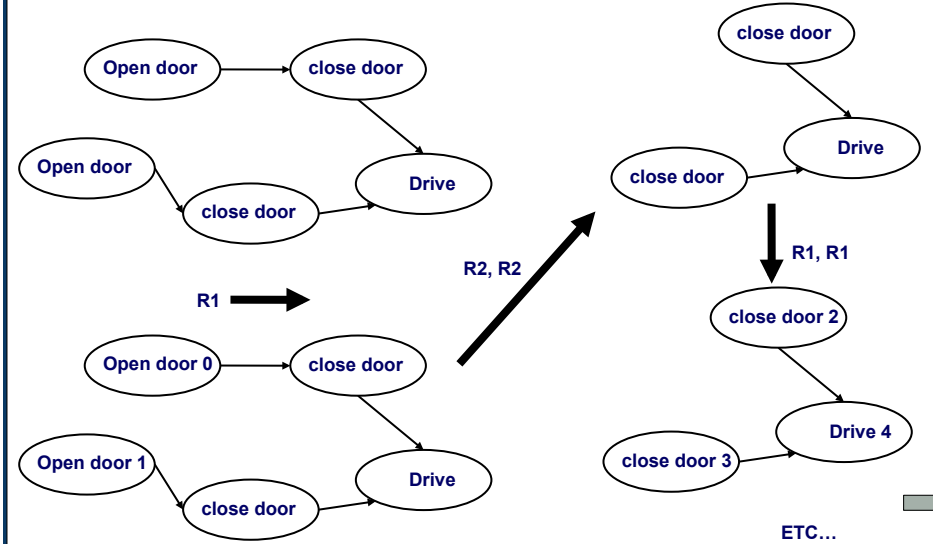 Open door
close door
Open door
close door
Drive
R1
Open door 0
close door
Open door 1
close door
Drive
R2, R2
close door
close door
Drive
R1, R1
close door 2
close door 3
Drive 4
ETC…